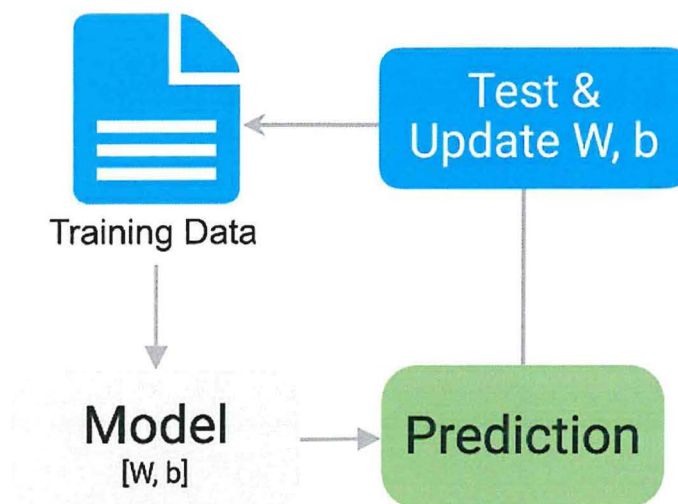 Test &
Update W, b
Training Data
Model
[W, b]
Prediction